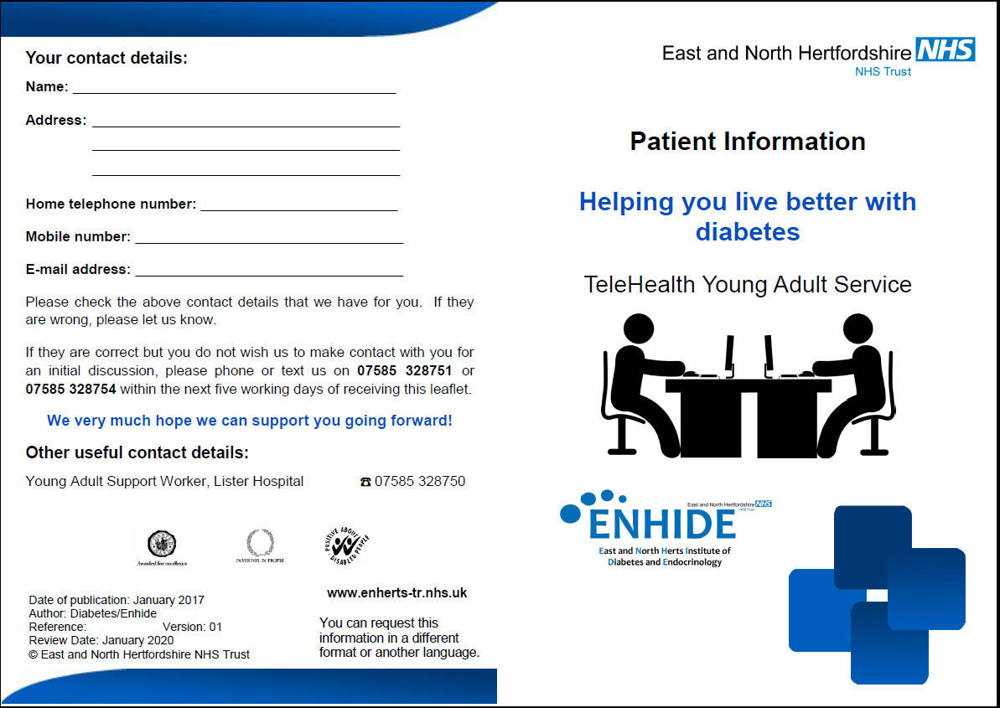 Your contact details:
Name:
Address:
Home telephone number:
Mobile number:
E-mail address:
Please check the above contact details that we have for you. If they
are wrong, please let us know.
If they are correct but you do not wish us to make contact with you for
an initial discussion, please phone or text us on 07585 328751 or
07585 328754 within the next five working days of receiving this leaflet.
We very much hope we can support you going forward!
Other useful contact details:
Young Adult Support Worker, Lister Hospital ☎ 07585 328750
Awarded for excellence
INVESTOR IN PEOPLE
POSITIVE ABOUT DISABLED PEOPLE
www.enherts-tr.nhs.uk
Date of publication: January 2017
Author: Diabetes/Enhide
Reference: Version: 01
Review Date: January 2020
© East and North Hertfordshire NHS Trust
You can request this
information in a different
format or another language.
East and North Hertfordshire NHS
NHS Trust
Patient Information
Helping you live better with
diabetes
TeleHealth Young Adult Service
East and North Hertfordshire NHS
NHS Trust
ENHIDE
East and North Herts Institute of
Diabetes and Endocrinology